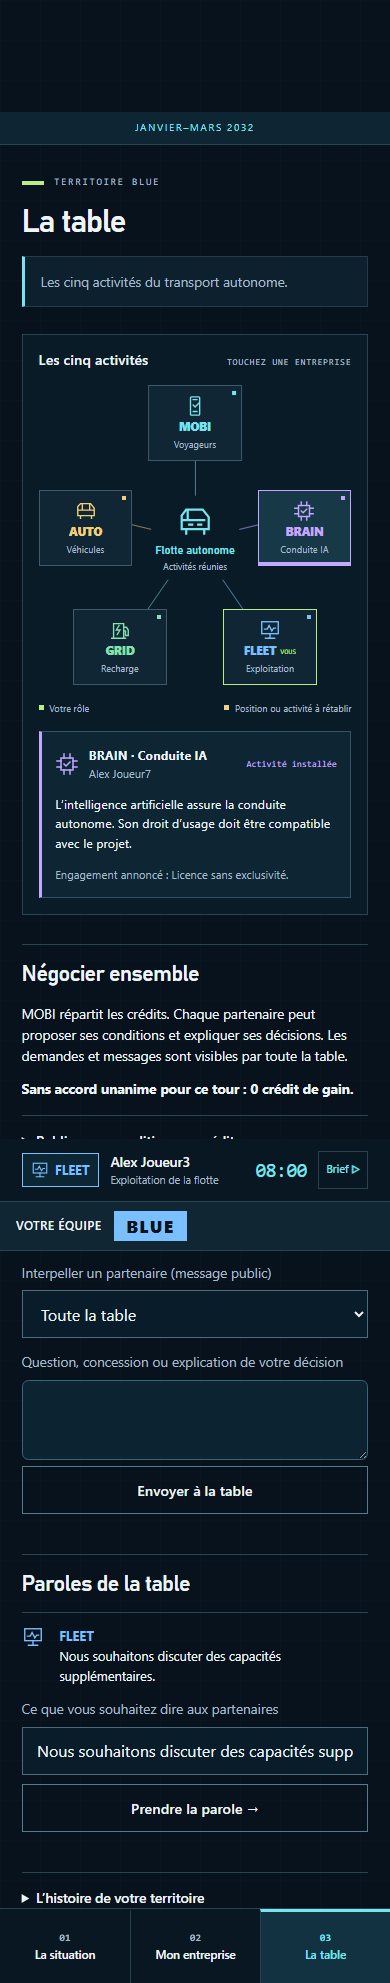 JANVIER–MARS 2032
TERRITOIRE BLUE
La table
Les cinq activités du transport autonome.
Les cinq activités
TOUCHEZ UNE ENTREPRISE
MOBI
Voyageurs
AUTO
Véhicules
Flotte autonome
Activités réunies
BRAIN
Conduite IA
GRID
Recharge
FLEET VOUS
Exploitation
Votre rôle
Position ou activité à rétablir
BRAIN · Conduite IA
Alex Joueur7
Activité installée
L'intelligence artificielle assure la conduite
autonome. Son droit d'usage doit être compatible
avec le projet.
Engagement annoncé : Licence sans exclusivité.
Négocier ensemble
MOBI répartit les crédits. Chaque partenaire peut
proposer ses conditions et expliquer ses décisions. Les
demandes et messages sont visibles par toute la table.
Sans accord unanime pour ce tour : 0 crédit de gain.
FLEET
Alex Joueur3
Exploitation de la flotte
08:00
Brief ▷
VOTRE ÉQUIPE
BLUE
Interpeller un partenaire (message public)
Toute la table
Question, concession ou explication de votre décision
Envoyer à la table
Paroles de la table
FLEET
Nous souhaitons discuter des capacités
supplémentaires.
Ce que vous souhaitez dire aux partenaires
Nous souhaitons discuter des capacités supp
Prendre la parole →
▶ L'histoire de votre territoire
01
La situation
02
Mon entreprise
03
La table